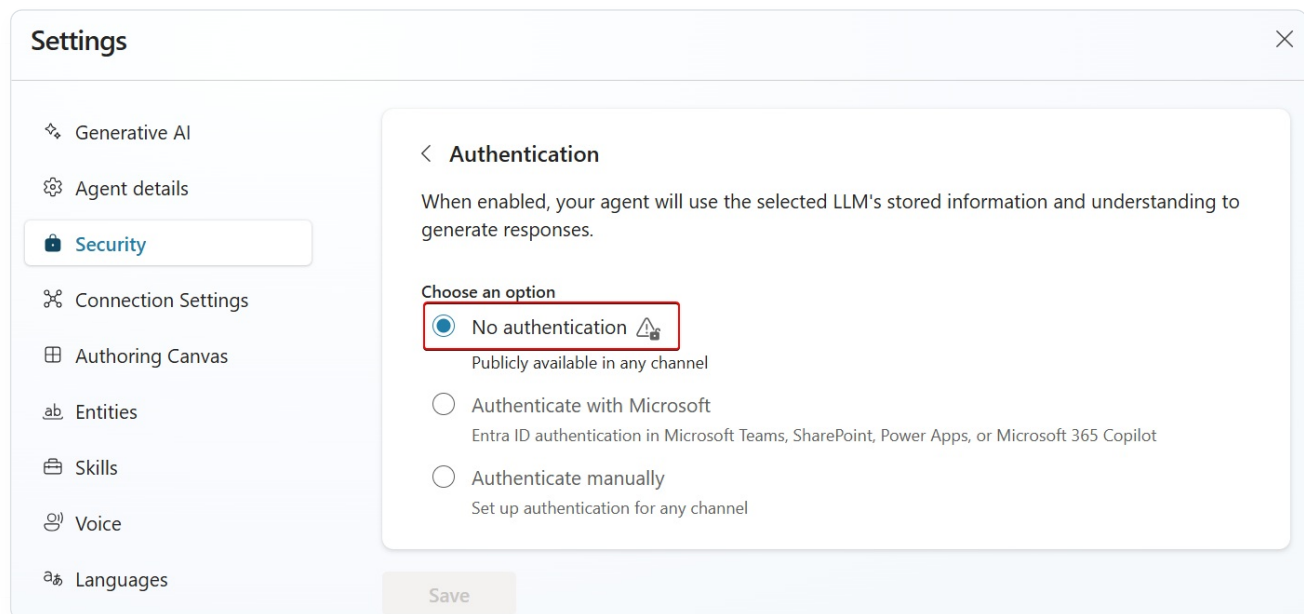 Settings
Generative AI
Agent details
Security
Connection Settings
Authoring Canvas
Entities
Skills
Voice
Languages
Authentication
When enabled, your agent will use the selected LLM's stored information and understanding to
generate responses.
Choose an option
No authentication
Publicly available in any channel
Authenticate with Microsoft
Entra ID authentication in Microsoft Teams, SharePoint, Power Apps, or Microsoft 365 Copilot
Authenticate manually
Set up authentication for any channel
Save